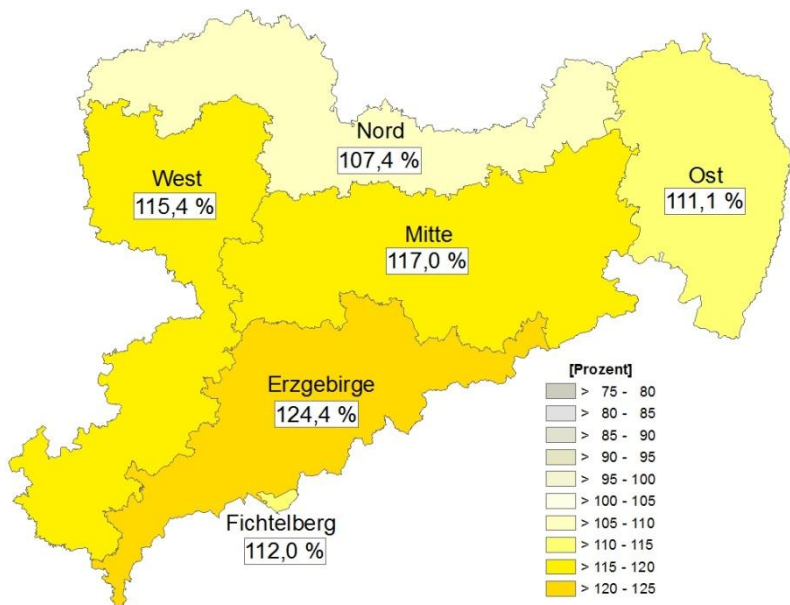 Nord
107,4 %
West
115,4 %
Ost
111,1 %
Mitte
117,0 %
Erzgebirge
124,4 %
Fichtelberg
112,0 %
[Prozent]
> 75 - 80
> 80 - 85
> 85 - 90
> 90 - 95
> 95 - 100
> 100 - 105
> 105 - 110
> 110 - 115
> 115 - 120
> 120 - 125